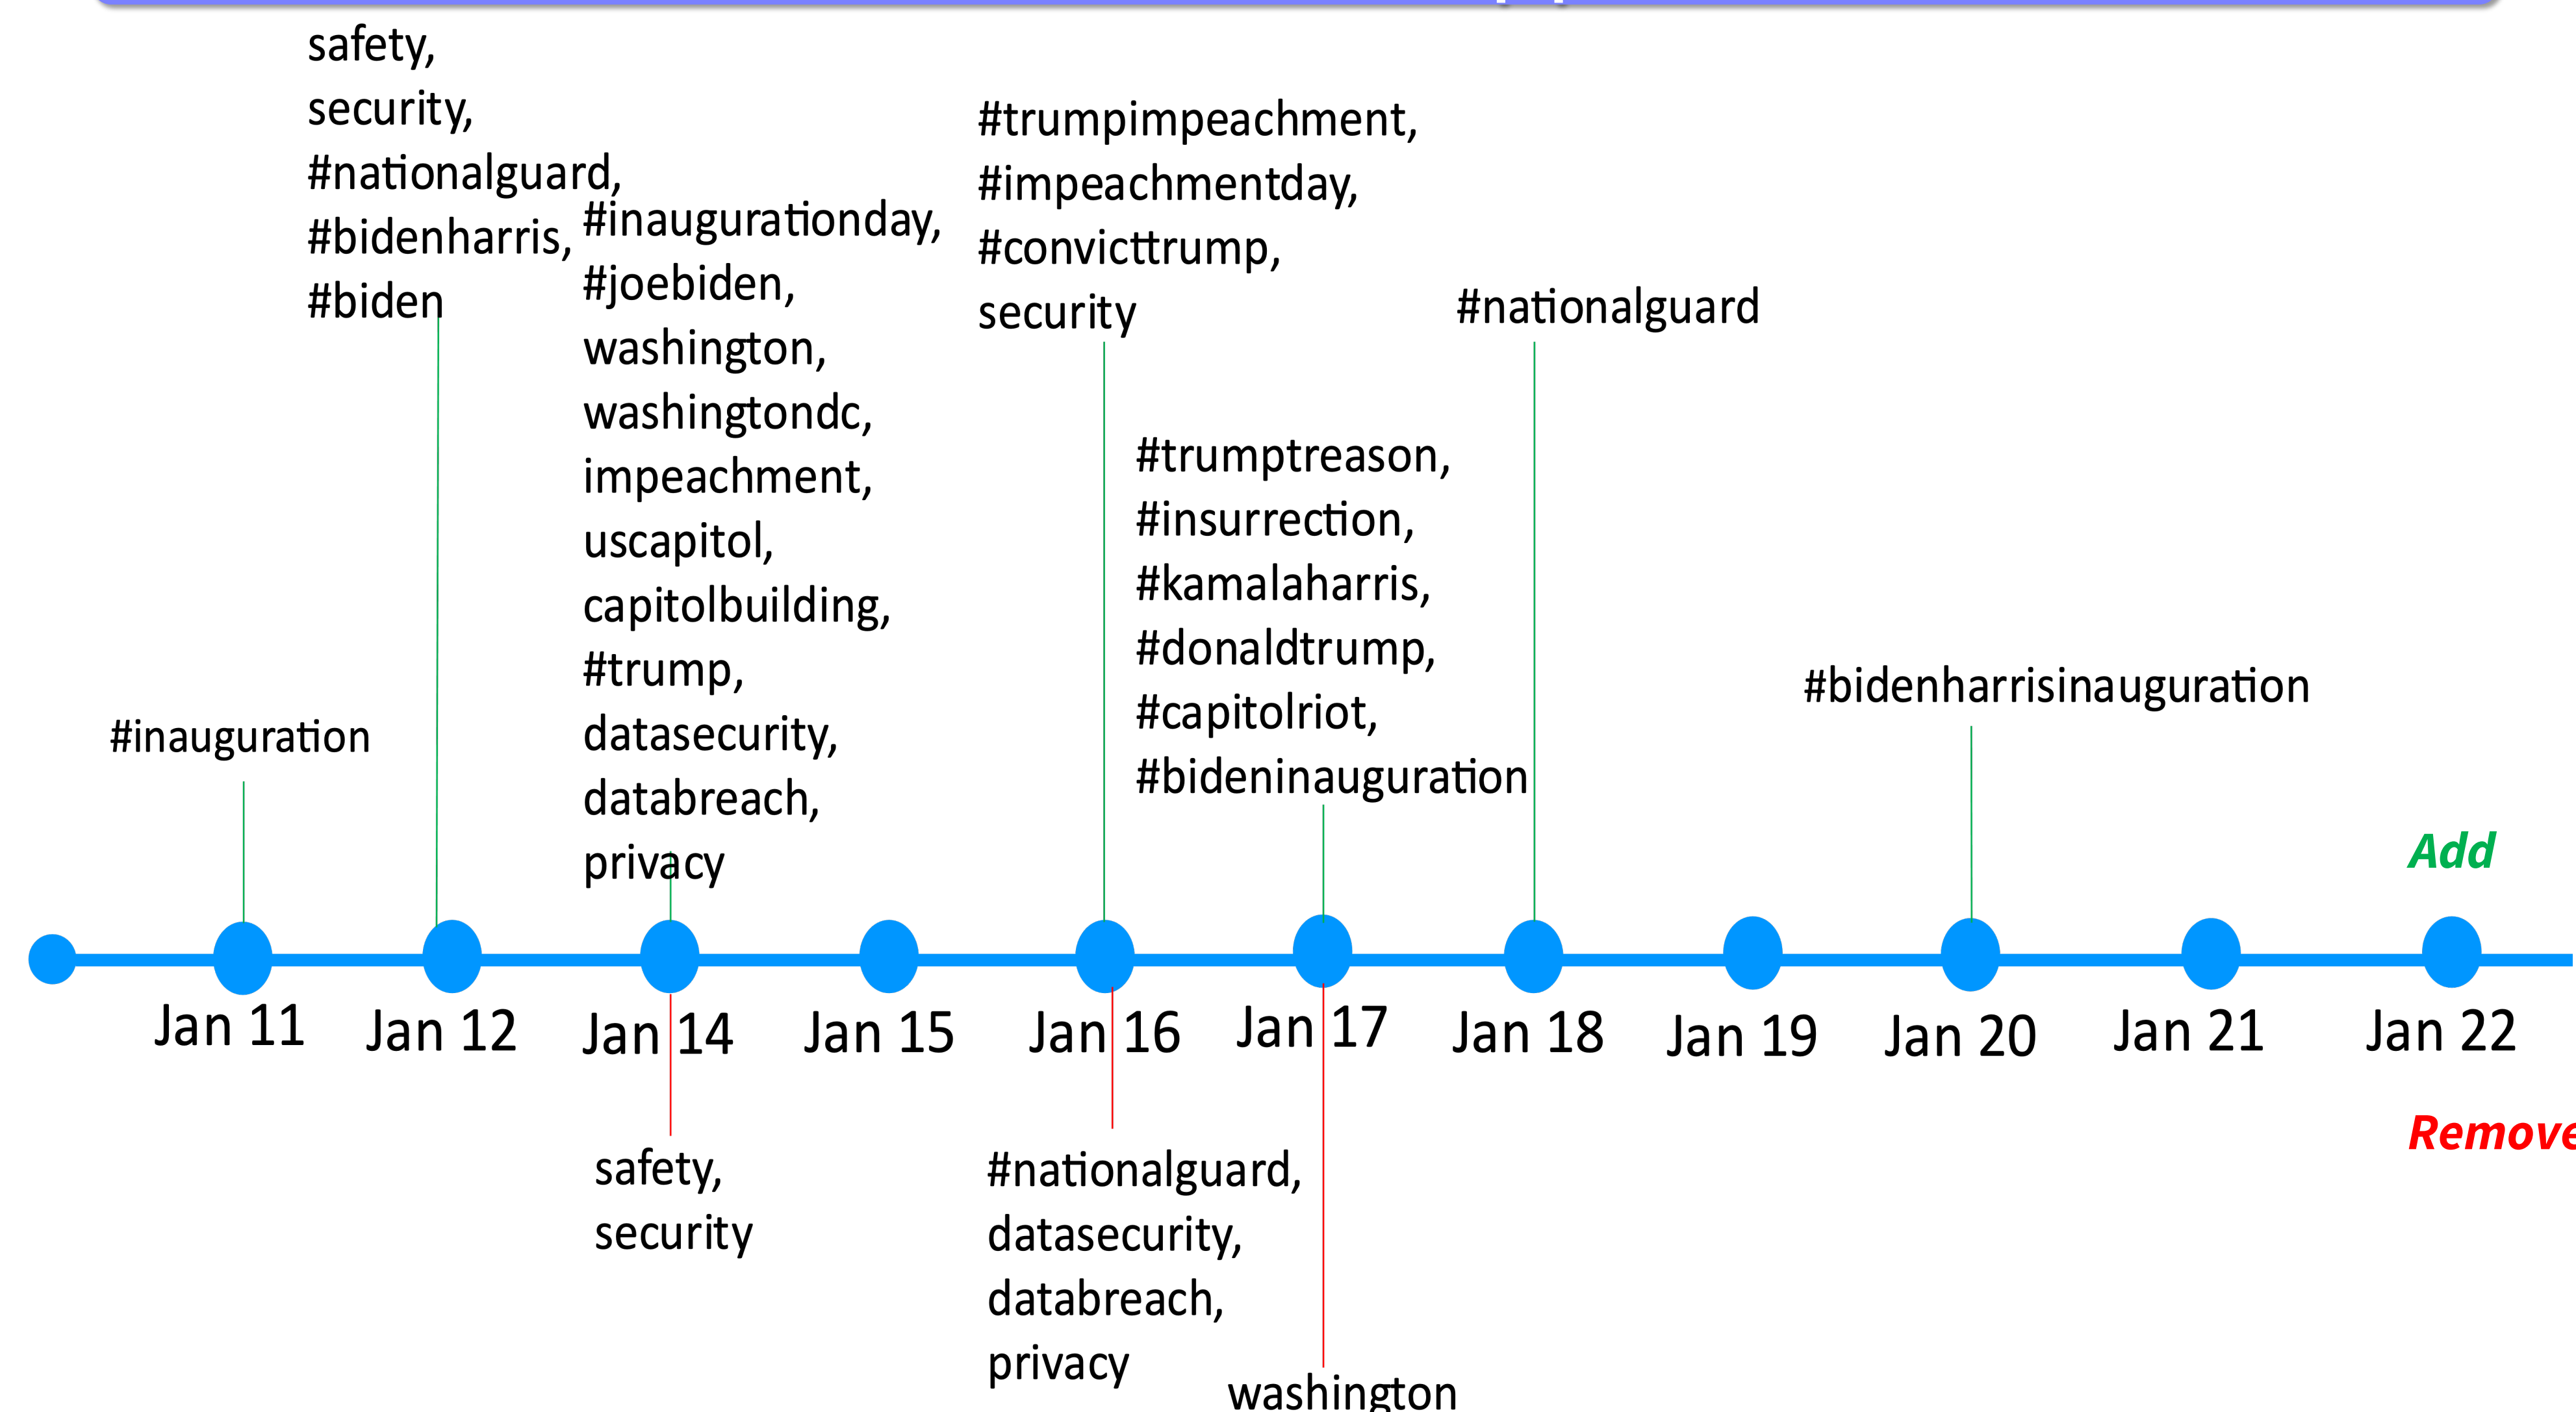 safety,
security,
#nationalguard,
#bidenharris,
#biden
#inaugurationday,
#joebiden,
washington,
washingtondc,
impeachment,
uscapitol,
capitolbuilding,
#trump,
datasecurity,
databreach,
privacy
#trumpimpeachment,
#impeachmentday,
#convicttrump,
security
#nationalguard
#trumptreason,
#insurrection,
#kamalaharris,
#donaldtrump,
#capitolriot,
#bideninauguration
#inauguration
#bidenharrisinauguration
Add
Jan 11
Jan 12
Jan 14
Jan 15
Jan 16
Jan 17
Jan 18
Jan 19
Jan 20
Jan 21
Jan 22
Remove
safety,
security
#nationalguard,
datasecurity,
databreach,
privacy
washington